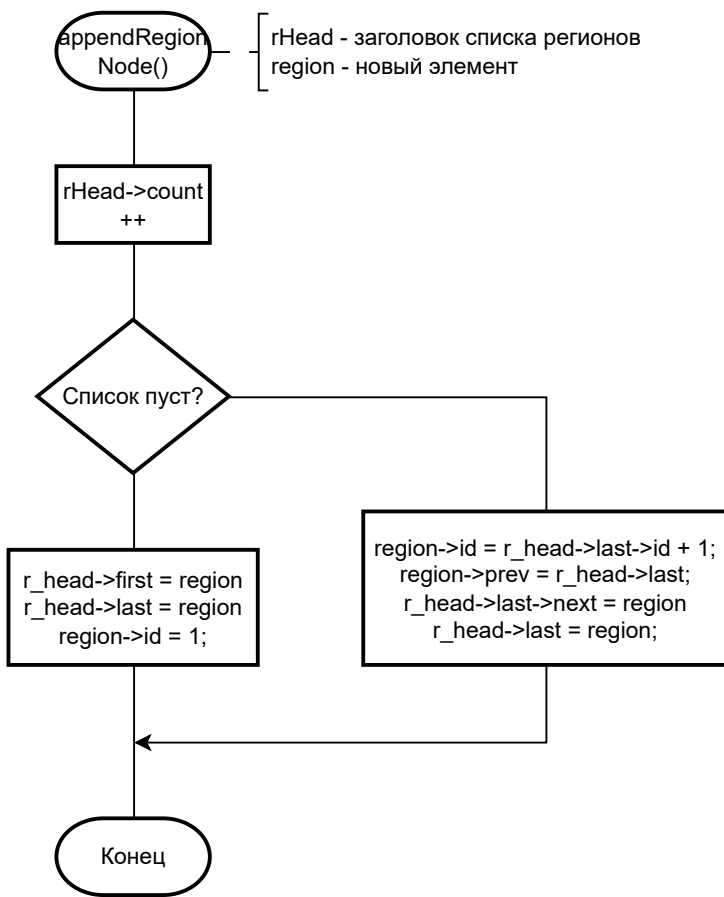 appendRegion
Node()
rHead - заголовок списка регионов
region - новый элемент
rHead->count
++
Список пуст?
r_head->first = region
r_head->last = region
region->id = 1;
region->id = r_head->last->id + 1;
region->prev = r_head->last;
r_head->last->next = region
r_head->last = region;
Конец